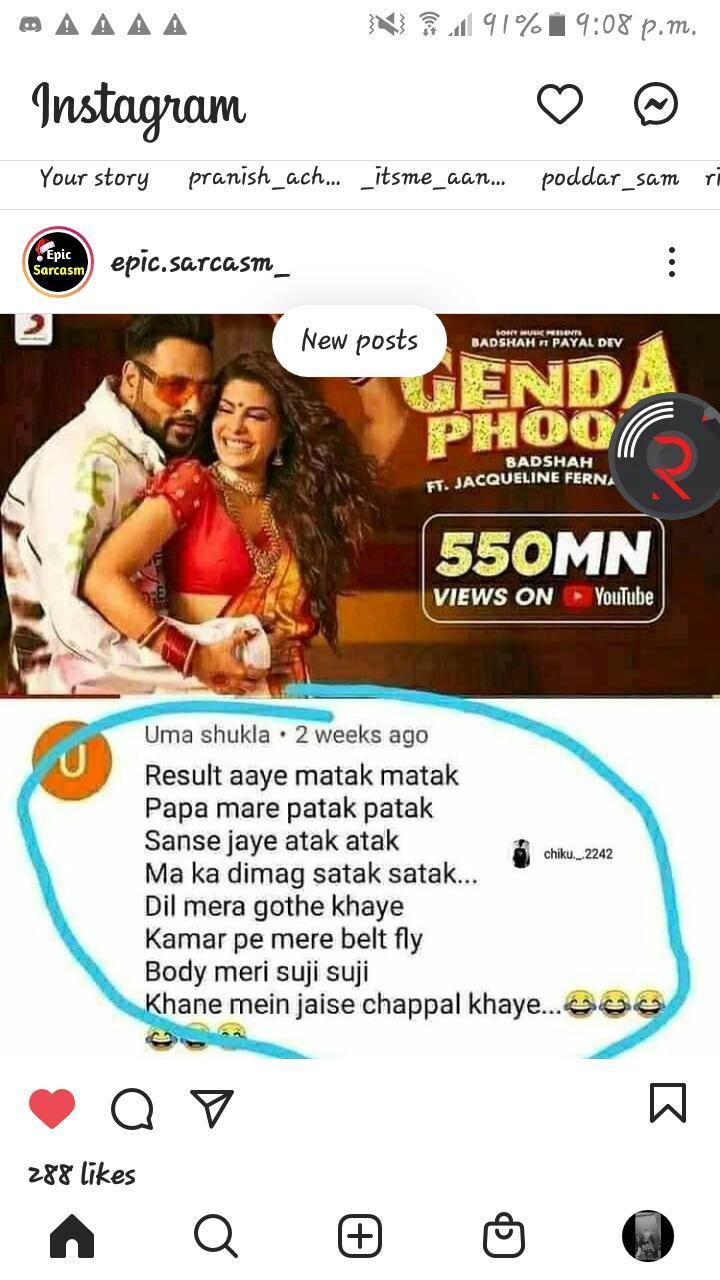 91% 9:08 p.m.
Instagram
Your story pranish_ach... _itsme_aan... poddar_sam ri
Epic
Sarcasm
epic.sarcasm_
New posts
SONY MUSIC PRESENTS
BADSHAH FT PAYAL DEV
GENDA
PHOO
BADSHAH
FT. JACQUELINE FERNA
R
550MN
VIEWS ON YouTube
U
Uma shukla • 2 weeks ago
Result aaye matak matak
Papa mare patak patak
Sanse jaye atak atak
chiku._.2242
Ma ka dimag satak satak...
Dil mera gothe khaye
Kamar pe mere belt fly
Body meri suji suji
Khane mein jaise chappal khaye...😂😂😂
😂😂😂
288 likes